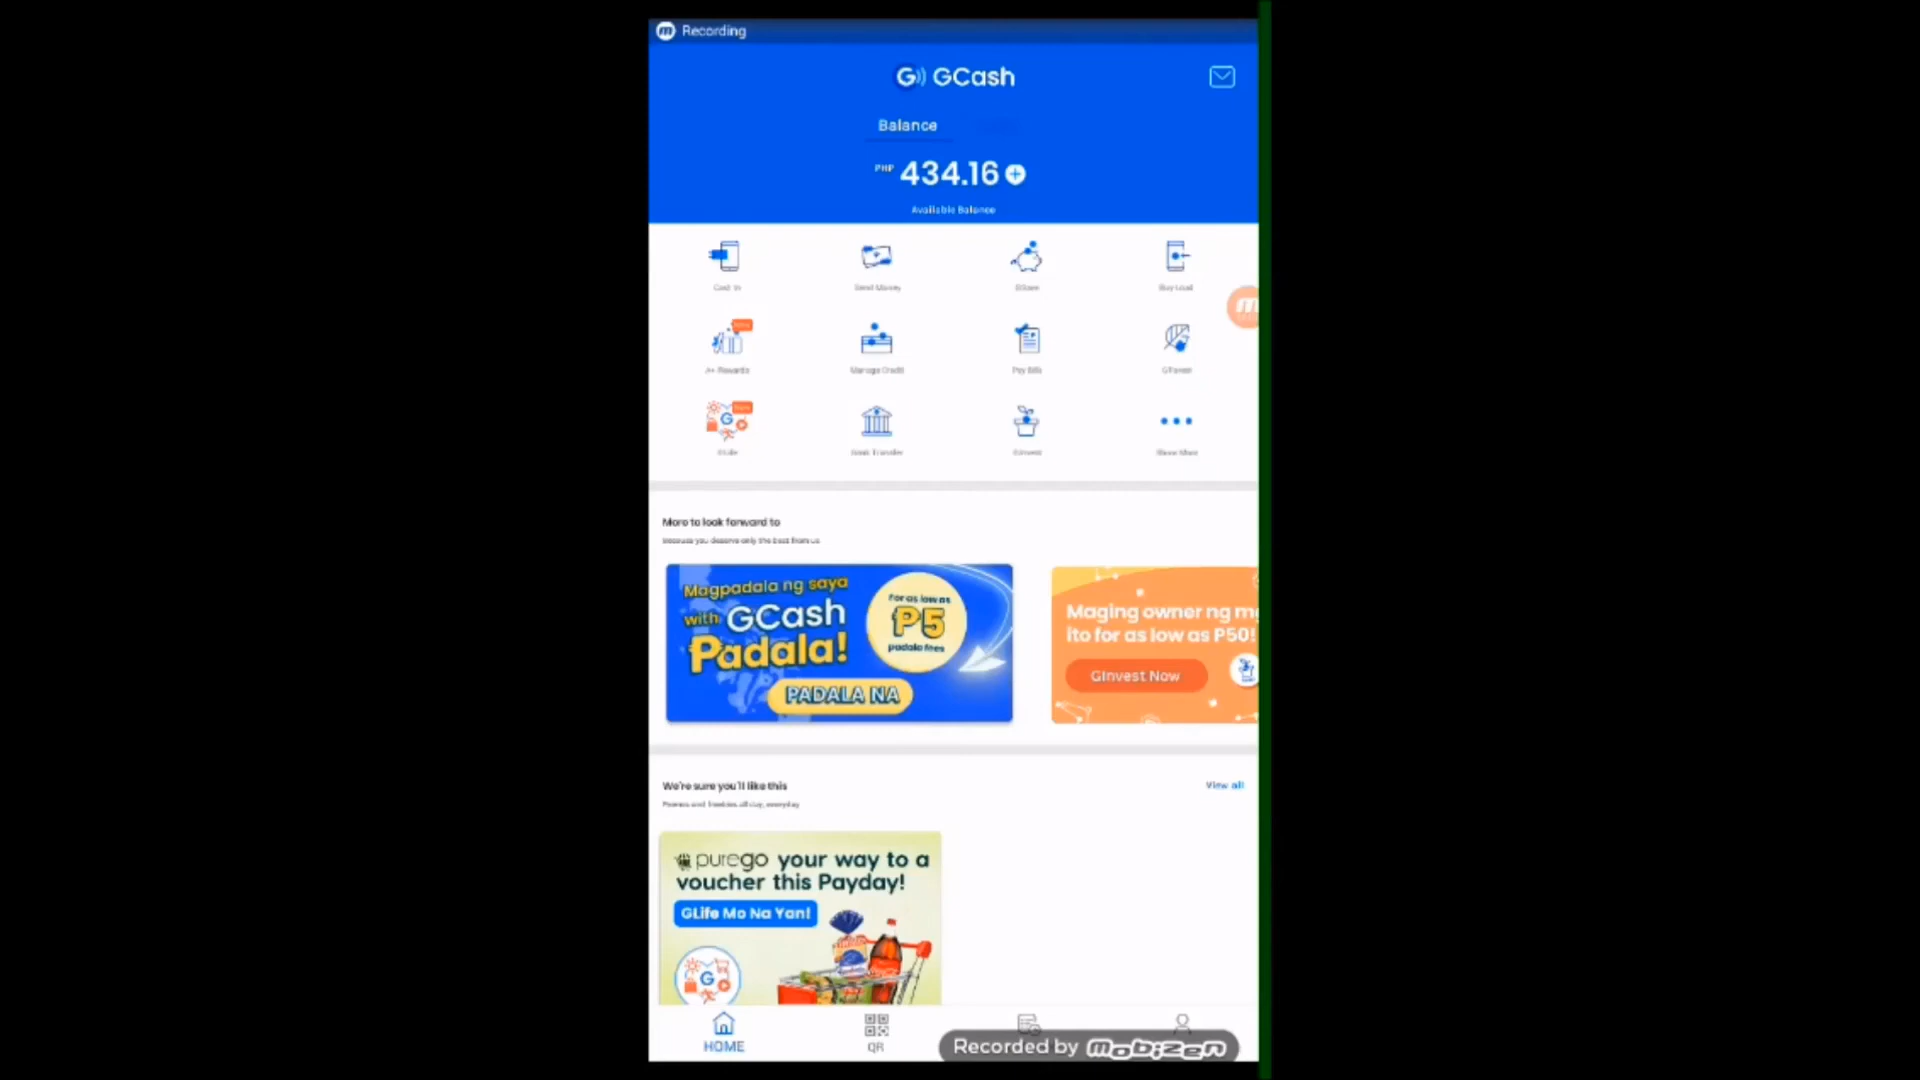 Recording
GCash
Balance
PHP 434.16
Available Balance
Cash In
Send Money
GSave
Buy Load
New
A+ Rewards
Manage Credit
Pay Bills
GForest
New
GLife
Bank Transfer
GInvest
Show More
More to look forward to
Because you deserve only the best from us
Magpadala ng saya
with GCash
Padala!
For as low as
P5
padala fees
PADALA NA
Maging owner ng m
ito for as low as P50!
GInvest Now
We're sure you'll like this
View all
Promos and freebies all day, everyday
purego your way to a
voucher this Payday!
GLife Mo Na Yan!
HOME
QR
Recorded by mobizen